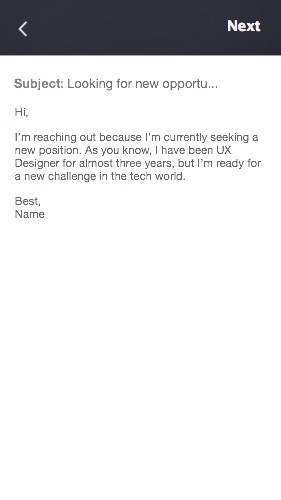 Next
Subject: Looking for new opportu...
Hi,
I'm reaching out because I'm currently seeking a
new position. As you know, I have been UX
Designer for almost three years, but I'm ready for
a new challenge in the tech world.
Best,
Name